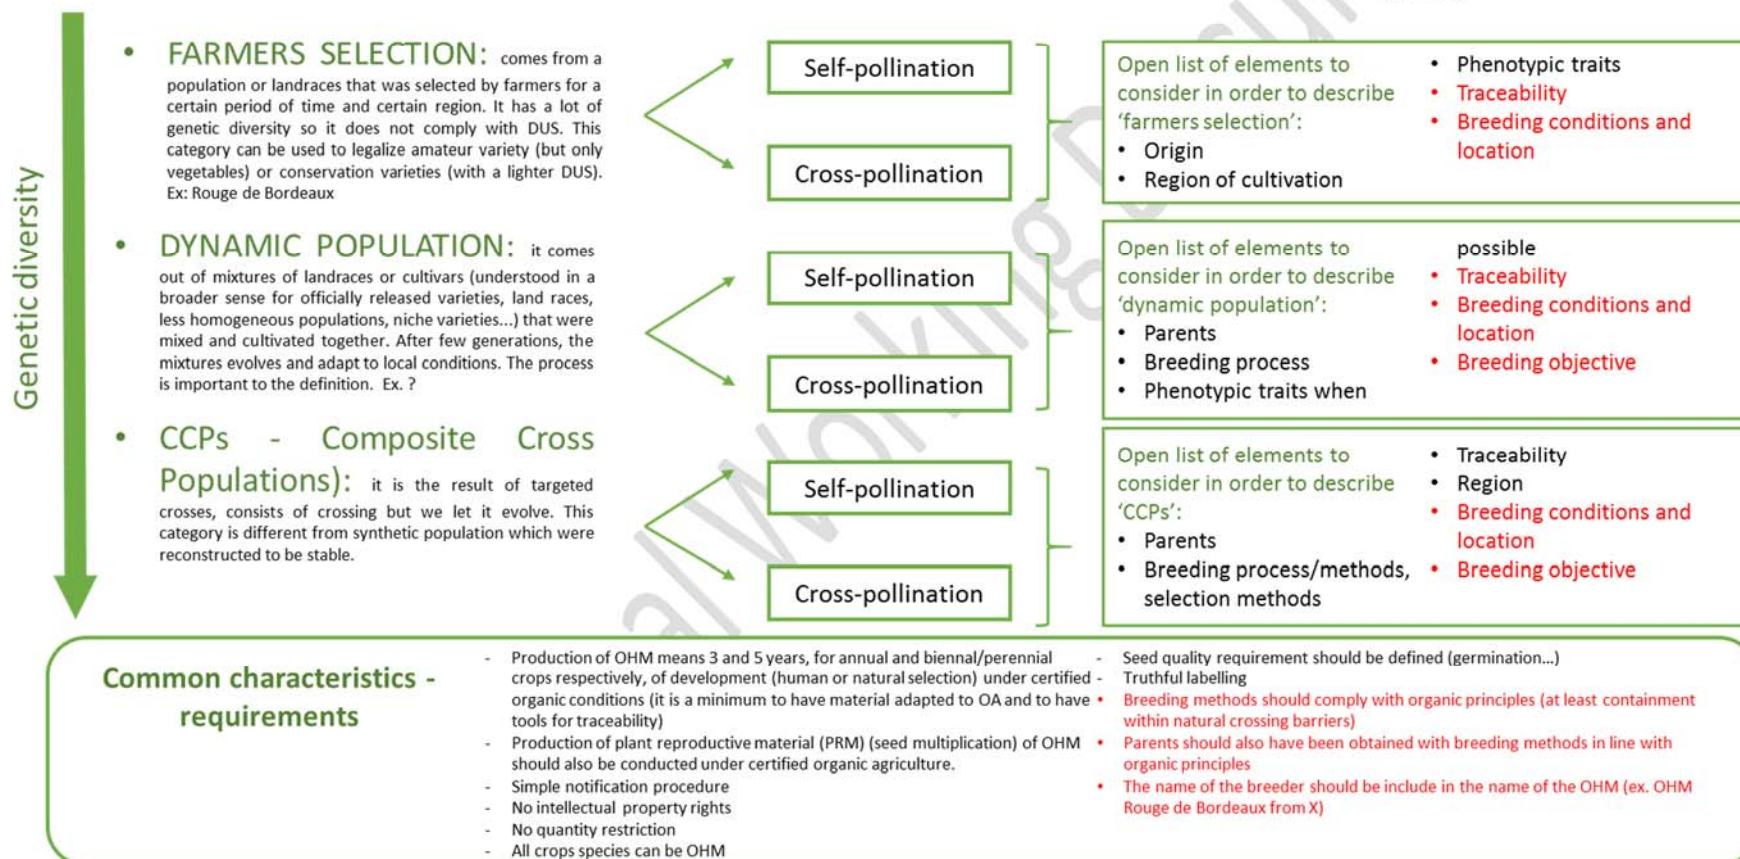 Genetic diversity
• FARMERS SELECTION: comes from a
population or landraces that was selected by farmers for a
certain period of time and certain region. It has a lot of
genetic diversity so it does not comply with DUS. This
category can be used to legalize amateur variety (but only
vegetables) or conservation varieties (with a lighter DUS).
Ex: Rouge de Bordeaux
Self-pollination
Cross-pollination
Open list of elements to
consider in order to describe
‘farmers selection’:
• Origin
• Region of cultivation
• Phenotypic traits
• Traceability
• Breeding conditions and
location
• DYNAMIC POPULATION: it comes
out of mixtures of landraces or cultivars (understood in a
broader sense for officially released varieties, land races,
less homogeneous populations, niche varieties...) that were
mixed and cultivated together. After few generations, the
mixtures evolves and adapt to local conditions. The process
is important to the definition. Ex. ?
Self-pollination
Cross-pollination
Open list of elements to
consider in order to describe
‘dynamic population’:
• Parents
• Breeding process
• Phenotypic traits when
possible
• Traceability
• Breeding conditions and
location
• Breeding objective
• CCPs - Composite Cross
Populations): it is the result of targeted
crosses, consists of crossing but we let it evolve. This
category is different from synthetic population which were
reconstructed to be stable.
Self-pollination
Cross-pollination
Open list of elements to
consider in order to describe
‘CCPs’:
• Parents
• Breeding process/methods,
selection methods
• Traceability
• Region
• Breeding conditions and
location
• Breeding objective
Common characteristics -
requirements
- Production of OHM means 3 and 5 years, for annual and biennal/perennial
crops respectively, of development (human or natural selection) under certified
organic conditions (it is a minimum to have material adapted to OA and to have
tools for traceability)
- Production of plant reproductive material (PRM) (seed multiplication) of OHM
should also be conducted under certified organic agriculture.
- Simple notification procedure
- No intellectual property rights
- No quantity restriction
- All crops species can be OHM
- Seed quality requirement should be defined (germination...)
- Truthful labelling
• Breeding methods should comply with organic principles (at least containment
within natural crossing barriers)
• Parents should also have been obtained with breeding methods in line with
organic principles
• The name of the breeder should be include in the name of the OHM (ex. OHM
Rouge de Bordeaux from X)
Working